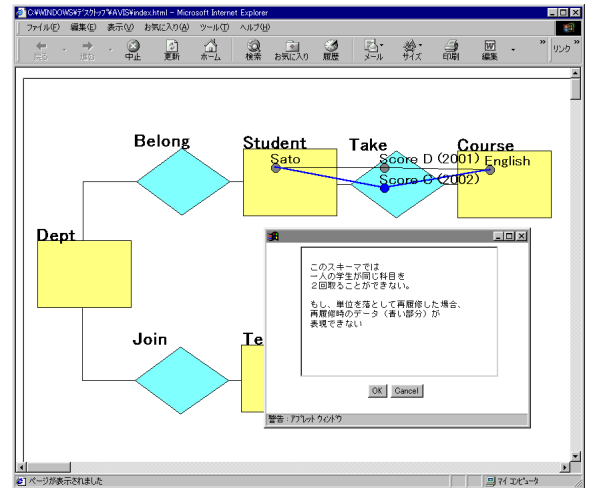 C:¥WINDOWS¥デスクトップ¥AVIS¥index.html - Microsoft Internet Explorer
ファイル(F) 編集(E) 表示(V) お気に入り(A) ツール(T) ヘルプ(H)
戻る 進む 中止 更新 ホーム 検索 お気に入り 履歴 メール サイズ 印刷 編集 » リンク »
Belong Student Take Course
Sato Score D (2001) English
Score C (2002)
Dept
このスキーマでは
一人の学生が同じ科目を
2回取ることができない。
もし、単位を落として再履修した場合、
再履修時のデータ（青い部分）が
表現できない
Join Te
OK Cancel
警告 : アプレット ウィンドウ
ページが表示されました マイ コンピュータ